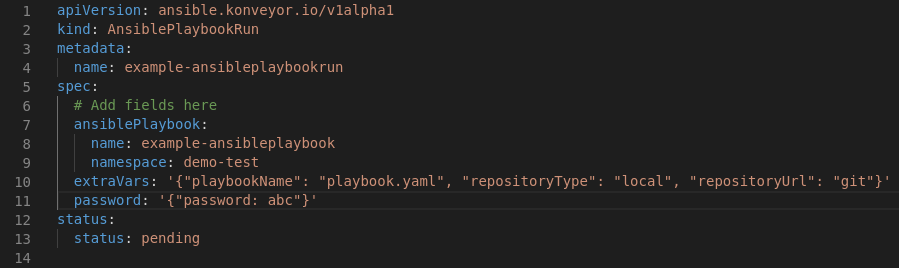 1 apiVersion: ansible.konveyor.io/v1alpha1
2 kind: AnsiblePlaybookRun
3 metadata:
4   name: example-ansibleplaybookrun
5 spec:
6   # Add fields here
7   ansiblePlaybook:
8     name: example-ansibleplaybook
9     namespace: demo-test
10   extraVars: '{"playbookName": "playbook.yaml", "repositoryType": "local", "repositoryUrl": "git"}'
11   password: '{"password: abc"}'
12 status:
13   status: pending
14